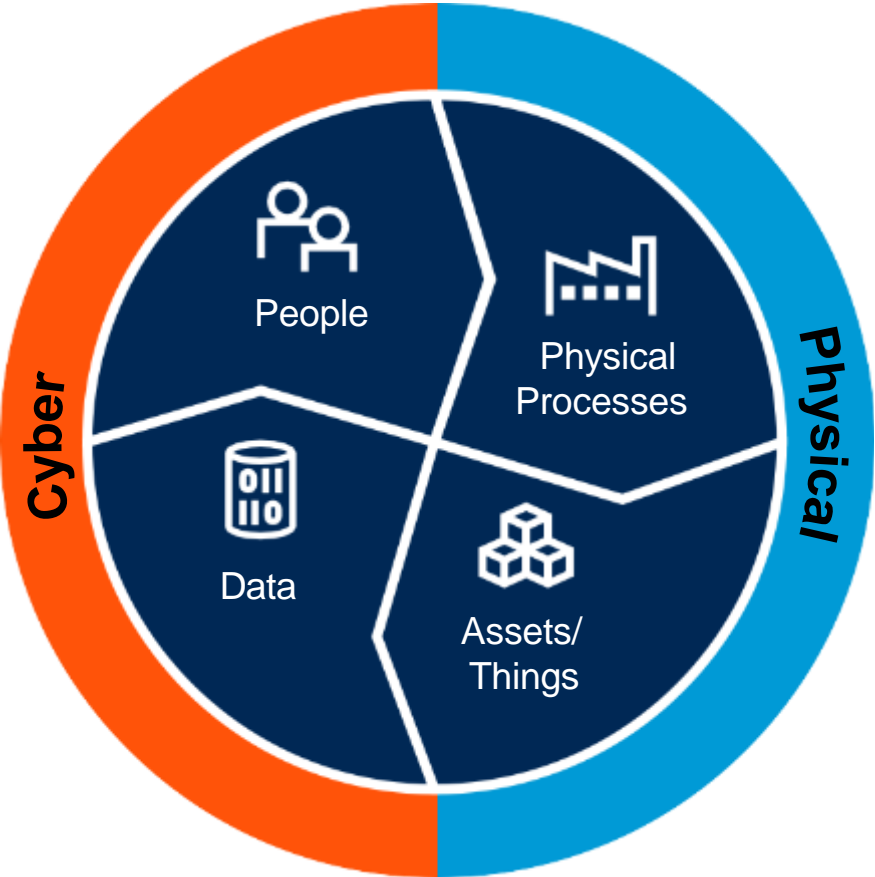 Cyber
Physical
People
Physical
Processes
Data
Assets/
Things